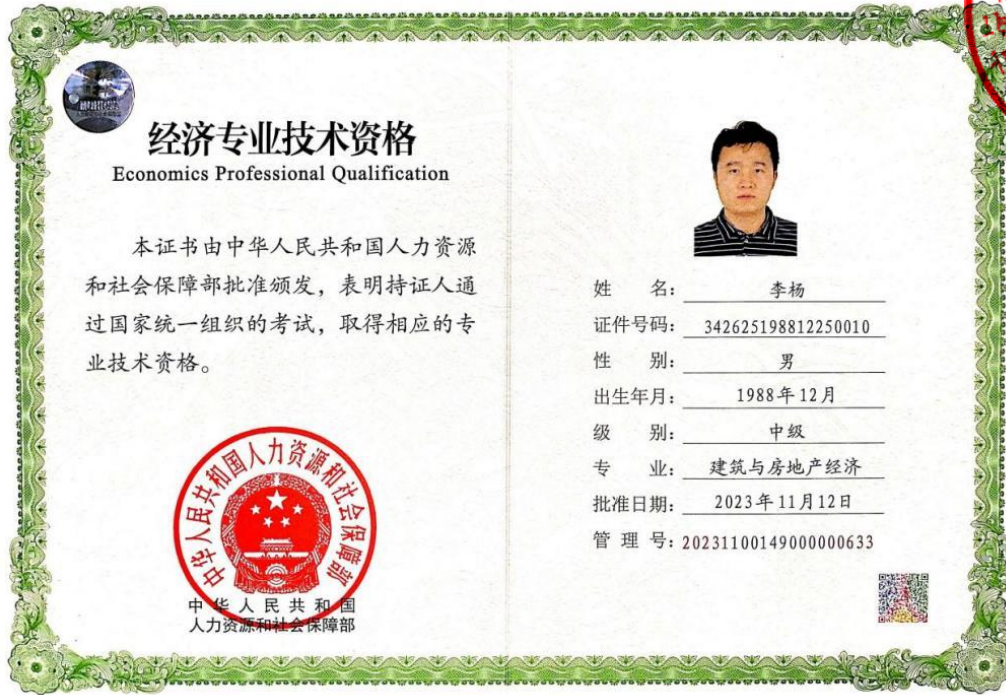 经济专业技术资格
Economics Professional Qualification
本证书由中华人民共和国人力资源
和社会保障部批准颁发，表明持证人通
过国家统一组织的考试，取得相应的专
业技术资格。
中华人民共和国人力资源和社会保障部
中华人民共和国
人力资源和社会保障部
姓 名： 李杨
证件号码： 342625198812250010
性 别： 男
出生年月： 1988年12月
级 别： 中级
专 业： 建筑与房地产经济
批准日期： 2023年11月12日
管 理 号：20231100149000000633